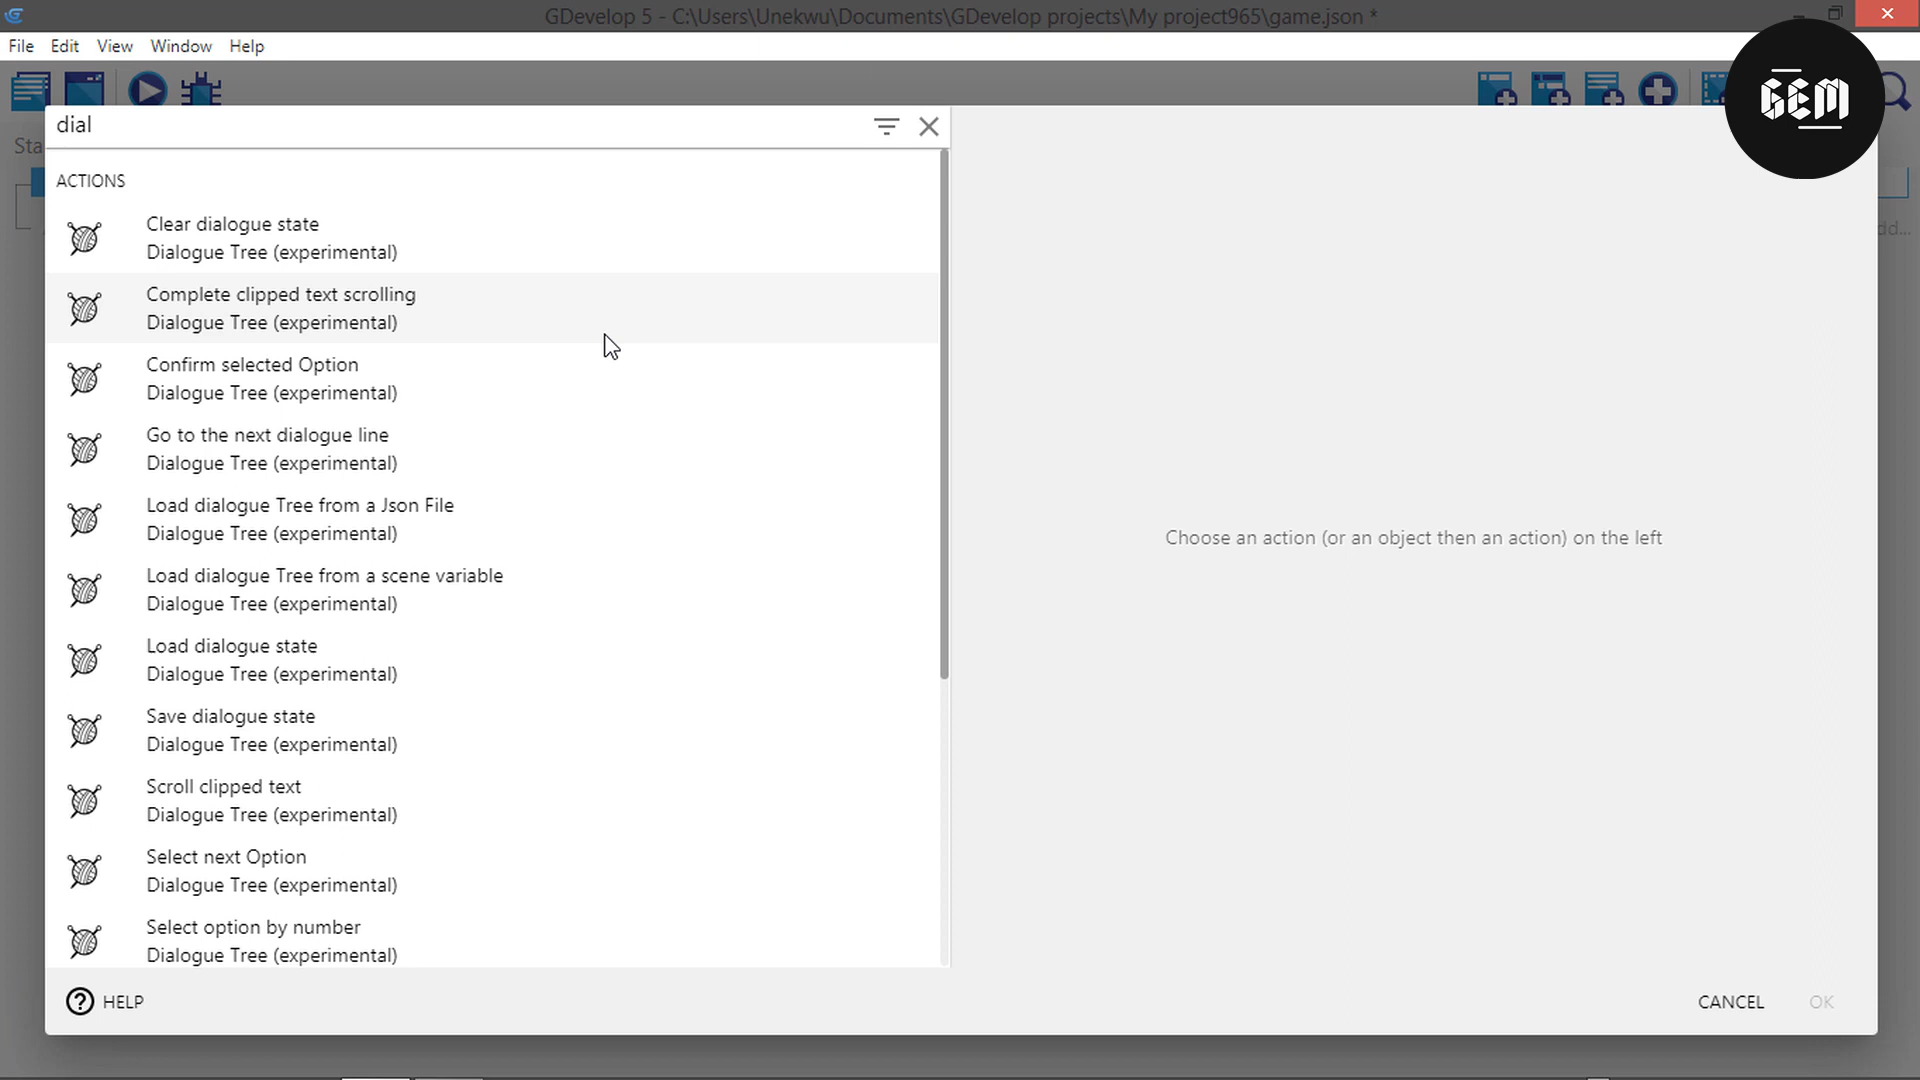 GDevelop 5 - C:\Users\Unekwu\Documents\GDevelop projects\My project965\game.json *
File Edit View Window Help
GEM
dial
Sta
ACTIONS
Clear dialogue state
Dialogue Tree (experimental)
dd...
Complete clipped text scrolling
Dialogue Tree (experimental)
Confirm selected Option
Dialogue Tree (experimental)
Go to the next dialogue line
Dialogue Tree (experimental)
Load dialogue Tree from a Json File
Dialogue Tree (experimental)
Choose an action (or an object then an action) on the left
Load dialogue Tree from a scene variable
Dialogue Tree (experimental)
Load dialogue state
Dialogue Tree (experimental)
Save dialogue state
Dialogue Tree (experimental)
Scroll clipped text
Dialogue Tree (experimental)
Select next Option
Dialogue Tree (experimental)
Select option by number
Dialogue Tree (experimental)
? HELP
CANCEL OK